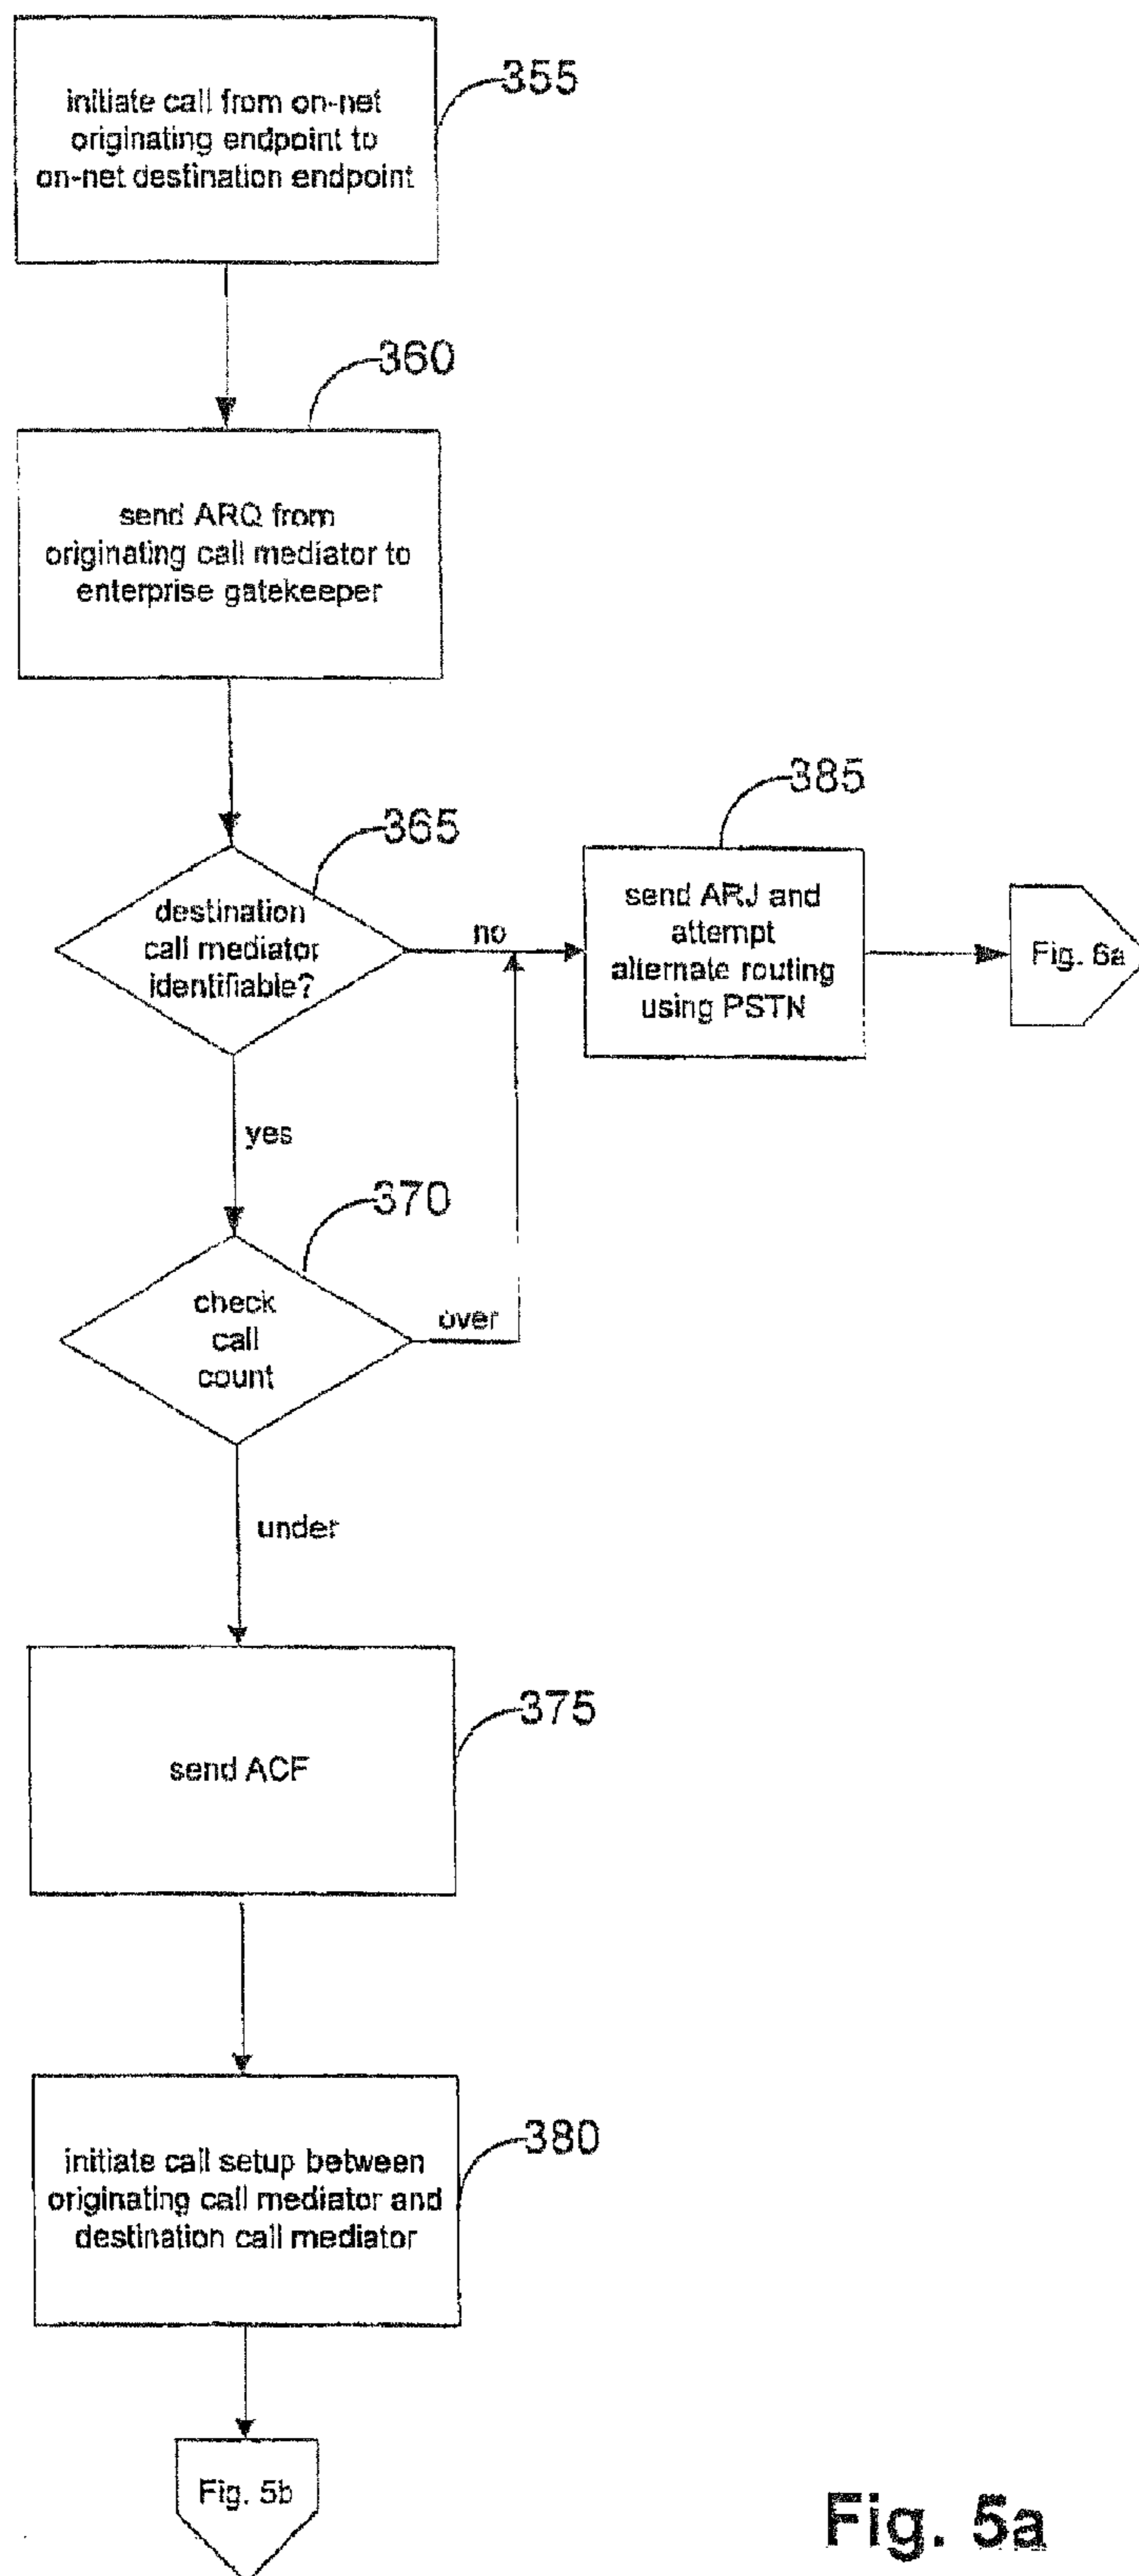 355
initiate call from on-net
originating endpoint to
on-net destination endpoint
360
send ARQ from
originating call mediator to
enterprise gatekeeper
365
destination
call mediator
identifiable?
no
385
send ARJ and
attempt
alternate routing
using PSTN
Fig. 6a
yes
370
check
call
count
over
under
375
send ACF
380
initiate call setup between
originating call mediator and
destination call mediator
Fig. 5b
Fig. 5a